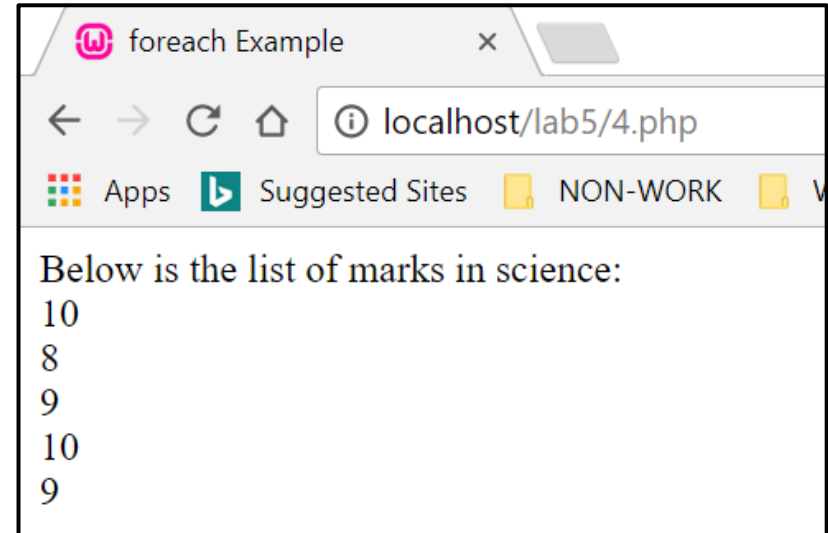 foreach Example
localhost/lab5/4.php
Apps Suggested Sites NON-WORK
Below is the list of marks in science:
10
8
9
10
9